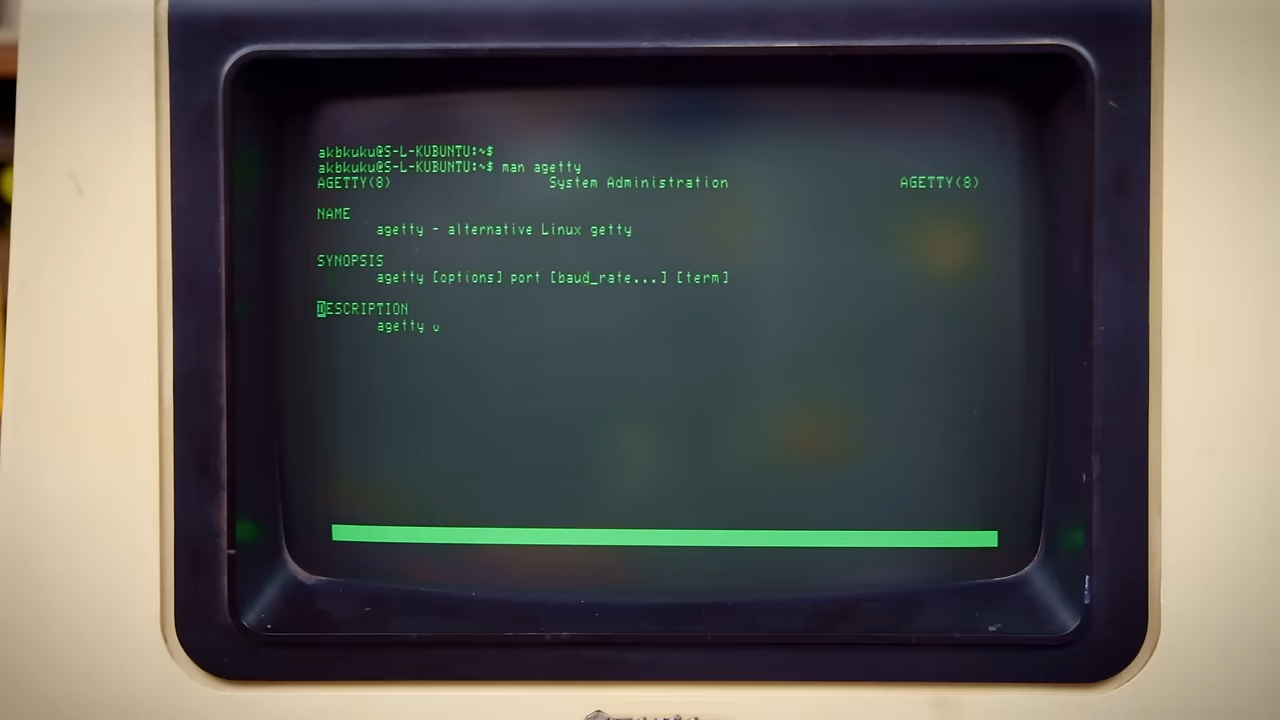 akbkuku@S-L-KUBUNTU:~$
akbkuku@S-L-KUBUNTU:~$ man agetty
AGETTY(8) System Administration AGETTY(8)
NAME
agetty - alternative Linux getty
SYNOPSIS
agetty [options] port [baud_rate...] [term]
DESCRIPTION
agetty